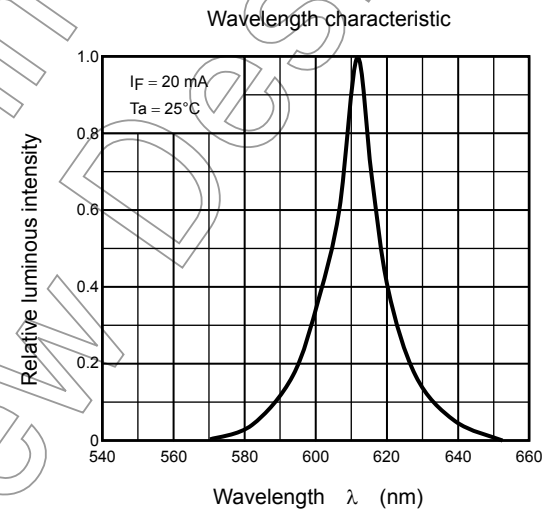 Wavelength characteristic
IF = 20 mA
Ta = 25°C
Relative luminous intensity
1.0
0.8
0.6
0.4
0.2
0
540 560 580 600 620 640 660
Wavelength λ (nm)